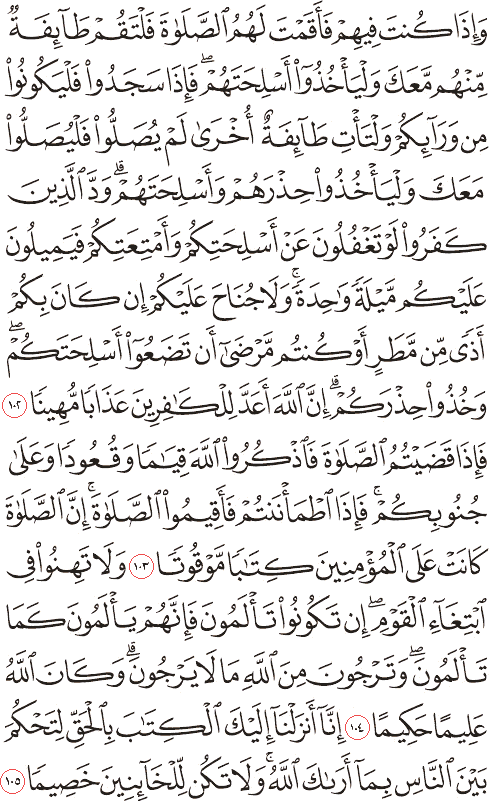 وَإِذَا كُنتَ فِيهِمْ فَأَقَمْتَ لَهُمُ ٱلصَّلَوٰةَ فَلْتَقُمْ طَآئِفَةٌ
مِّنْهُم مَّعَكَ وَلْيَأْخُذُوٓا۟ أَسْلِحَتَهُمْ ۖ فَإِذَا سَجَدُوا۟ فَلْيَكُونُوا۟
مِن وَرَآئِكُمْ وَلْتَأْتِ طَآئِفَةٌ أُخْرَىٰ لَمْ يُصَلُّوا۟ فَلْيُصَلُّوا۟
مَعَكَ وَلْيَأْخُذُوا۟ حِذْرَهُمْ وَأَسْلِحَتَهُمْ ۗ وَدَّ ٱلَّذِينَ
كَفَرُوا۟ لَوْ تَغْفُلُونَ عَنْ أَسْلِحَتِكُمْ وَأَمْتِعَتِكُمْ فَيَمِيلُونَ
عَلَيْكُم مَّيْلَةً وَٰحِدَةً ۚ وَلَا جُنَاحَ عَلَيْكُمْ إِن كَانَ بِكُمْ
أَذًى مِّن مَّطَرٍ أَوْ كُنتُم مَّرْضَىٰٓ أَن تَضَعُوٓا۟ أَسْلِحَتَكُمْ ۖ
وَخُذُوا۟ حِذْرَكُمْ ۗ إِنَّ ٱللَّهَ أَعَدَّ لِلْكَٰفِرِينَ عَذَابًا مُّهِينًا ١٠٢
فَإِذَا قَضَيْتُمُ ٱلصَّلَوٰةَ فَٱذْكُرُوا۟ ٱللَّهَ قِيَٰمًا وَقُعُودًا وَعَلَىٰ
جُنُوبِكُمْ ۚ فَإِذَا ٱطْمَأْنَنتُمْ فَأَقِيمُوا۟ ٱلصَّلَوٰةَ ۚ إِنَّ ٱلصَّلَوٰةَ
كَانَتْ عَلَى ٱلْمُؤْمِنِينَ كِتَٰبًا مَّوْقُوتًا ١٠٣ وَلَا تَهِنُوا۟ فِى
ٱبْتِغَآءِ ٱلْقَوْمِ ۖ إِن تَكُونُوا۟ تَأْلَمُونَ فَإِنَّهُمْ يَأْلَمُونَ كَمَا
تَأْلَمُونَ ۖ وَتَرْجُونَ مِنَ ٱللَّهِ مَا لَا يَرْجُونَ ۗ وَكَانَ ٱللَّهُ
عَلِيمًا حَكِيمًا ١٠٤ إِنَّآ أَنزَلْنَآ إِلَيْكَ ٱلْكِتَٰبَ بِٱلْحَقِّ لِتَحْكُمَ
بَيْنَ ٱلنَّاسِ بِمَآ أَرَىٰكَ ٱللَّهُ ۚ وَلَا تَكُن لِّلْخَآئِنِينَ خَصِيمًا ١٠٥